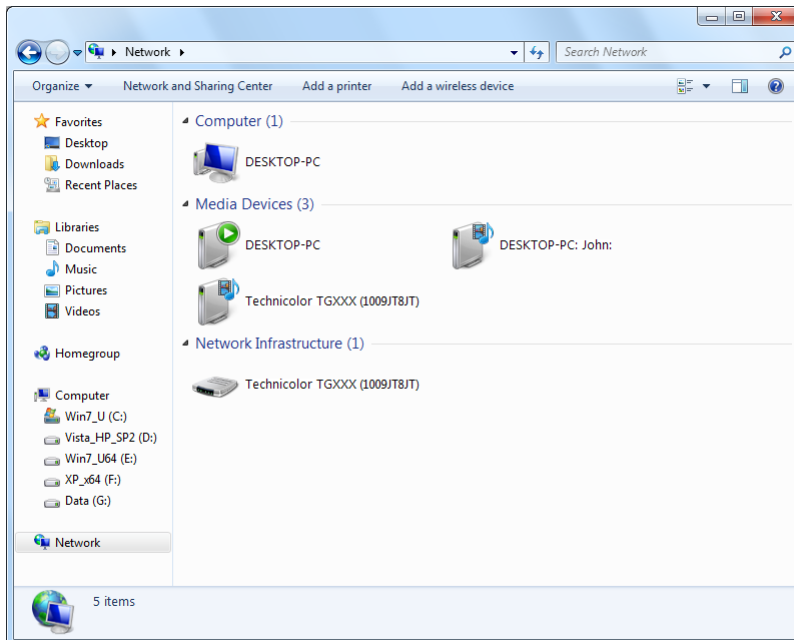 Network
Search Network
Organize
Network and Sharing Center
Add a printer
Add a wireless device
Favorites
Desktop
Downloads
Recent Places
Libraries
Documents
Music
Pictures
Videos
Homegroup
Computer
Win7_U (C:)
Vista_HP_SP2 (D:)
Win7_U64 (E:)
XP_x64 (F:)
Data (G:)
Network
Computer (1)
DESKTOP-PC
Media Devices (3)
DESKTOP-PC
DESKTOP-PC: John:
Technicolor TGXXX (1009JT8JT)
Network Infrastructure (1)
Technicolor TGXXX (1009JT8JT)
5 items